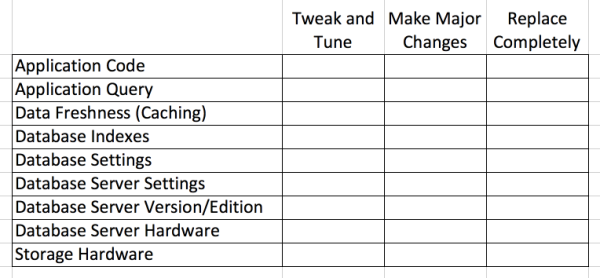 Tweak and Make Major Replace
Tune Changes Completely
Application Code
Application Query
Data Freshness (Caching)
Database Indexes
Database Settings
Database Server Settings
Database Server Version/Edition
Database Server Hardware
Storage Hardware